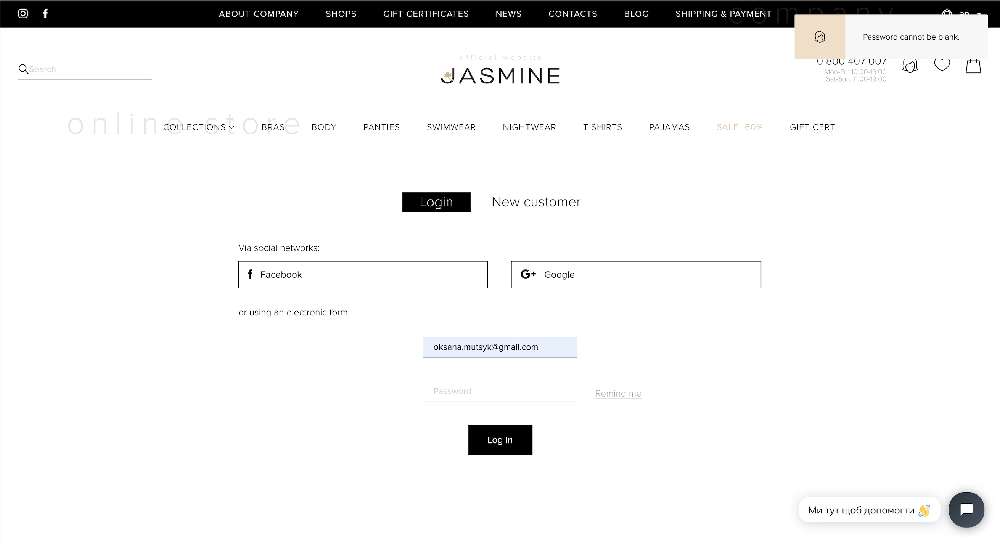 ABOUT COMPANY SHOPS GIFT CERTIFICATES NEWS CONTACTS BLOG SHIPPING & PAYMENT
company
en
Password cannot be blank.
Search
official website
JASMINE
0 800 407 007
Mon-Fri: 10:00-19:00
Sat-Sun: 11:00-19:00
online store
COLLECTIONS BRAS BODY PANTIES SWIMWEAR NIGHTWEAR T-SHIRTS PAJAMAS SALE -60% GIFT CERT.
Login New customer
Via social networks:
Facebook
G+ Google
or using an electronic form
oksana.mutsyk@gmail.com
Password
Remind me
Log In
Ми тут щоб допомогти 👋